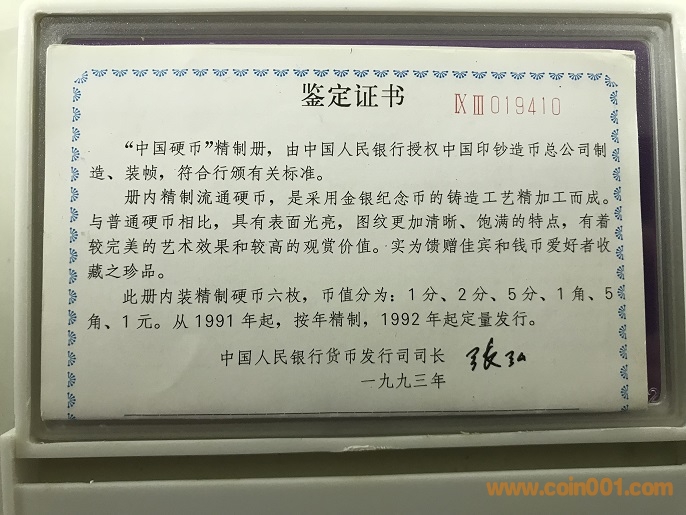 鉴定证书
ⅨⅢ019410
“中国硬币”精制册，由中国人民银行授权中国印钞造币总公司制
造、装帧，符合行颁有关标准。
册内精制流通硬币，是采用金银纪念币的铸造工艺精加工而成。
与普通硬币相比，具有表面光亮，图纹更加清晰、饱满的特点，有着
较完美的艺术效果和较高的观赏价值。实为馈赠佳宾和钱币爱好者收
藏之珍品。
此册内装精制硬币六枚，币值分为：1分、2分、5分、1角、5
角、1元。从1991年起，按年精制，1992年起定量发行。
中国人民银行货币发行司司长 张弘
一九九三年
www.coin001.com